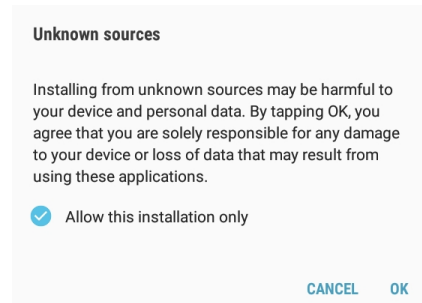 Unknown sources
Installing from unknown sources may be harmful to
your device and personal data. By tapping OK, you
agree that you are solely responsible for any damage
to your device or loss of data that may result from
using these applications.
Allow this installation only
CANCEL OK